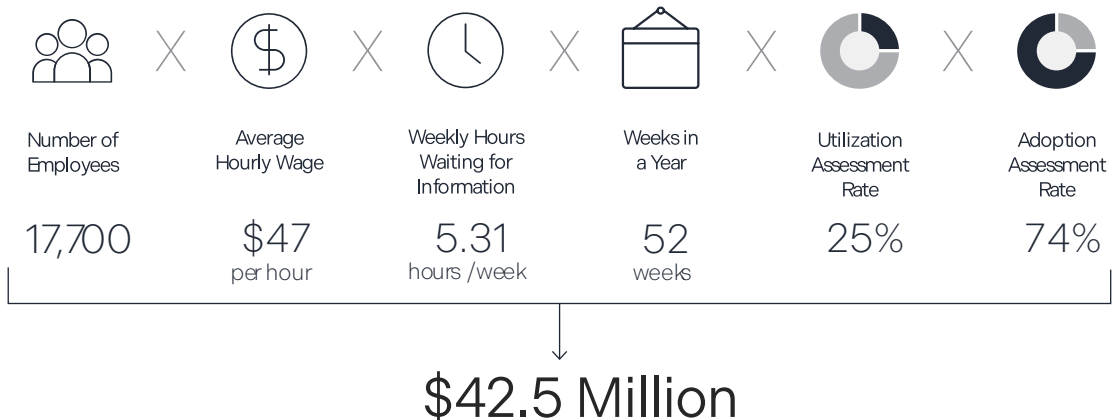 Number of
Employees
17,700
Average
Hourly Wage
$47
per hour
Weekly Hours
Waiting for
Information
5.31
hours /week
Weeks in
a Year
52
weeks
Utilization
Assessment
Rate
25%
Adoption
Assessment
Rate
74%
$42.5 Million